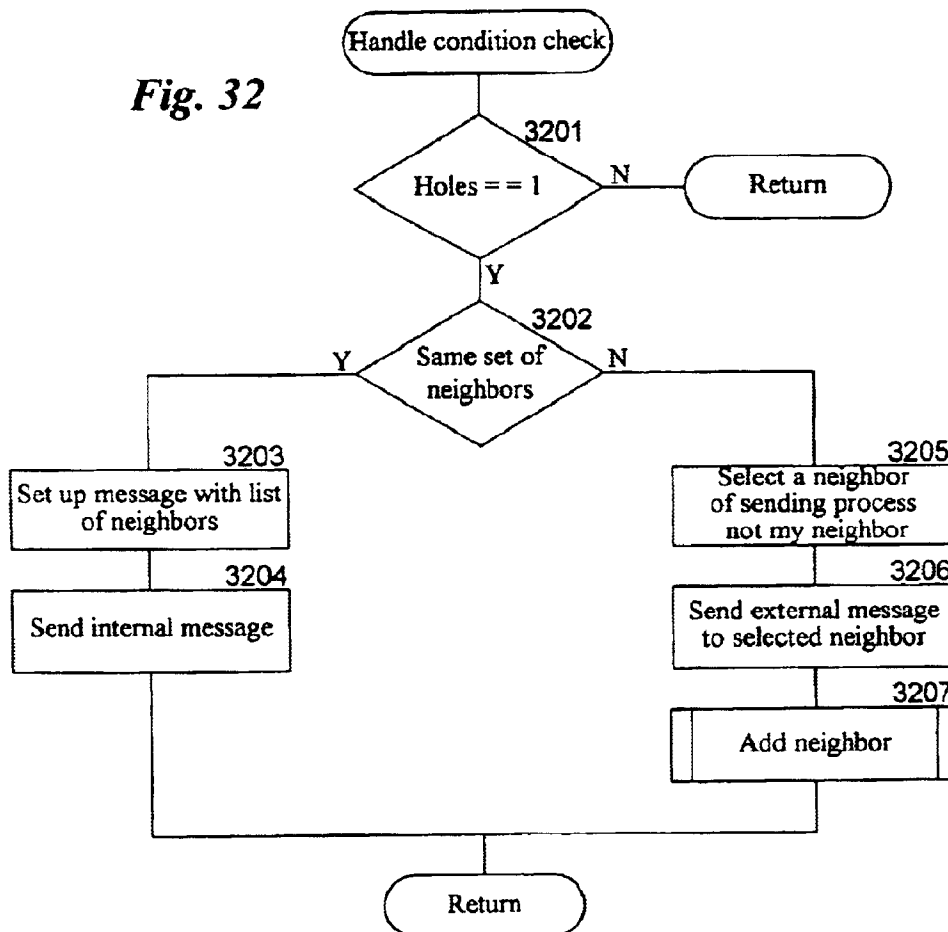 Handle condition check
Fig. 32
3201
Holes = = 1
N
Return
Y
3202
Y
Same set of
neighbors
N
3203
Set up message with list
of neighbors
3204
Send internal message
3205
Select a neighbor
of sending process
not my neighbor
3206
Send external message
to selected neighbor
3207
Add neighbor
Return